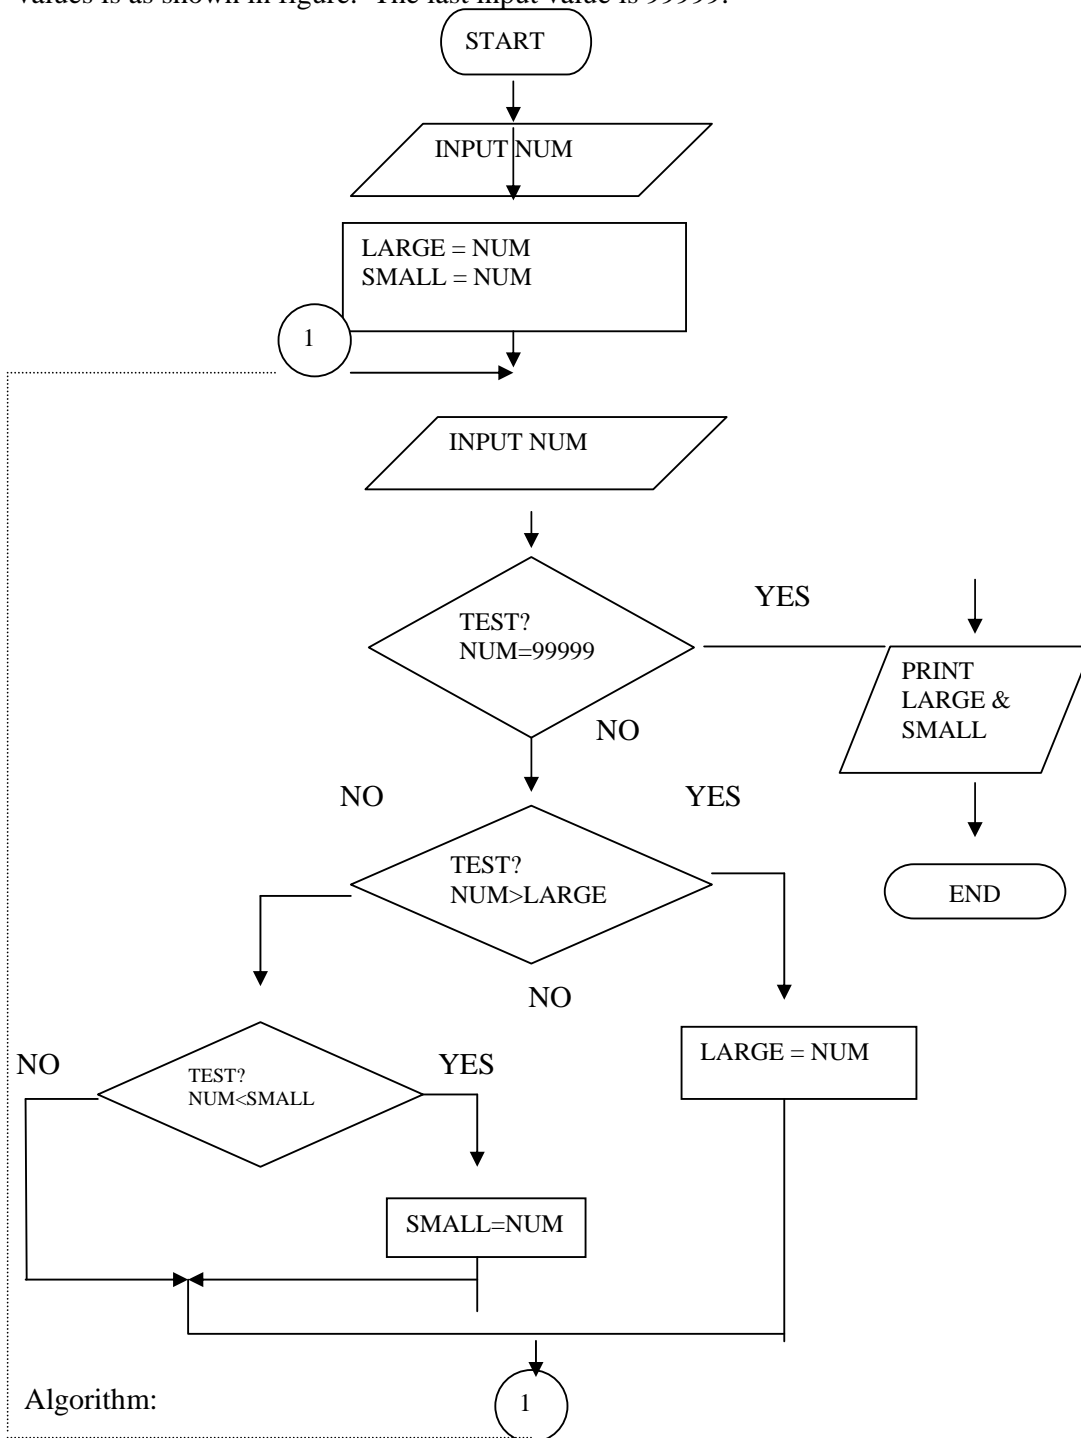 values is as shown in figure. The last input value is 99999.
START
INPUT NUM
LARGE = NUM
SMALL = NUM
1
INPUT NUM
TEST?
NUM=99999
YES
PRINT
LARGE &
SMALL
NO
NO
YES
TEST?
NUM>LARGE
END
NO
NO
TEST?
NUM<SMALL
YES
LARGE = NUM
SMALL=NUM
Algorithm:
1